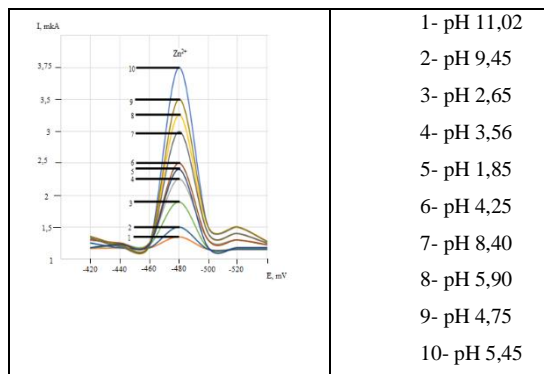 I, mkA
Zn2+
3,75
10
3,5
9
8
3
7
2,5
6
5
4
2
3
1,5
2
1
1
-420 -440 -460 -480 -500 -520
E, mV
1- pH 11,02
2- pH 9,45
3- pH 2,65
4- pH 3,56
5- pH 1,85
6- pH 4,25
7- pH 8,40
8- pH 5,90
9- pH 4,75
10- pH 5,45